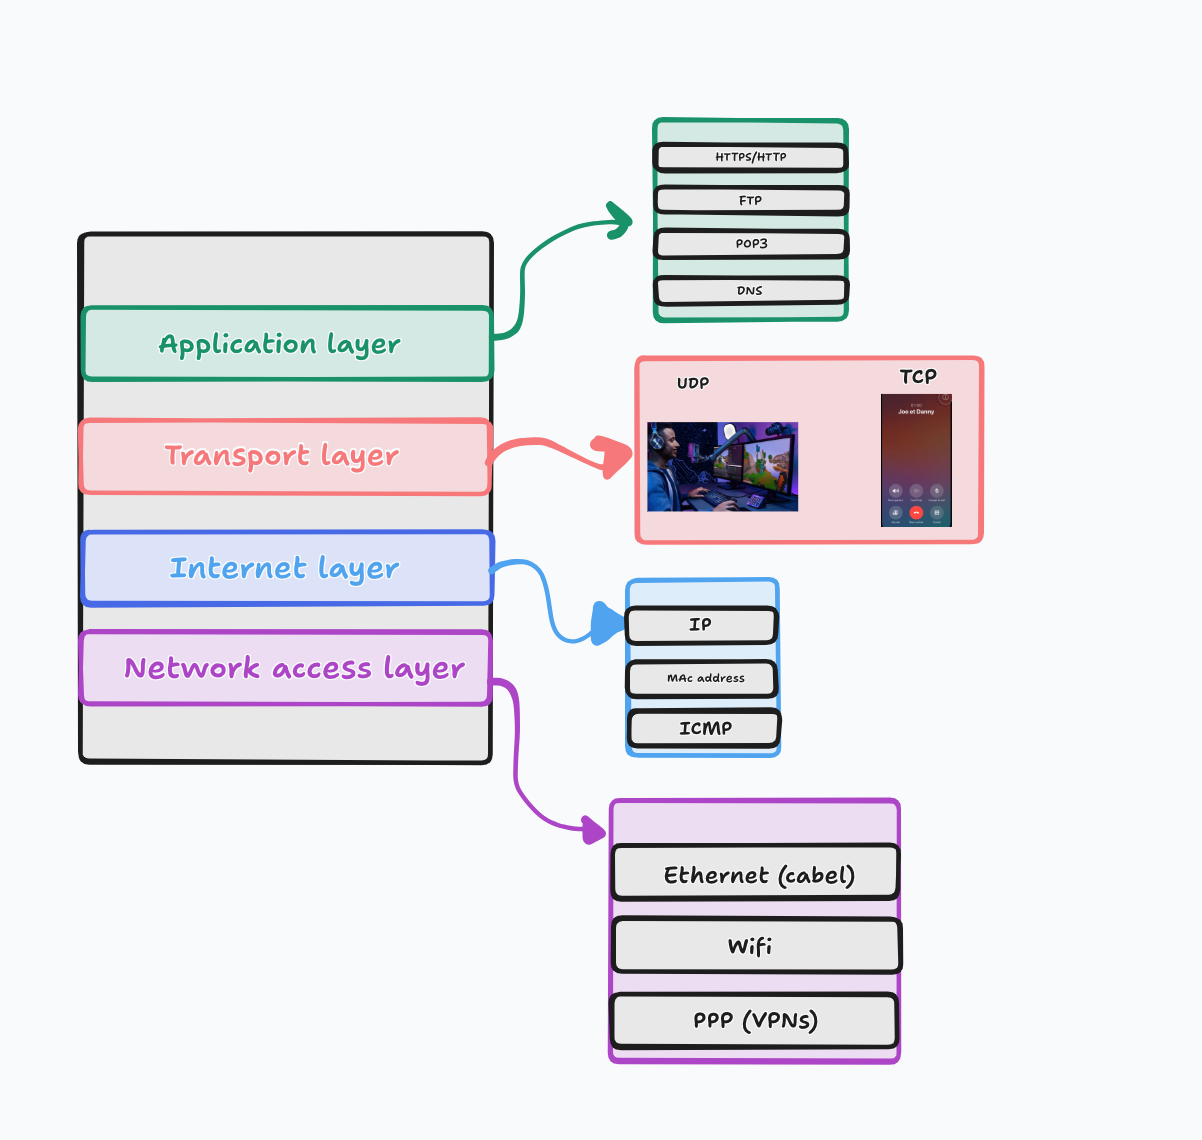 HTTPS/HTTP
FTP
POP3
DNS
Application layer
Transport layer
Internet layer
Network access layer
UDP
TCP
Joe et Danny
IP
MAc address
ICMP
Ethernet (cabel)
Wifi
PPP (VPNs)